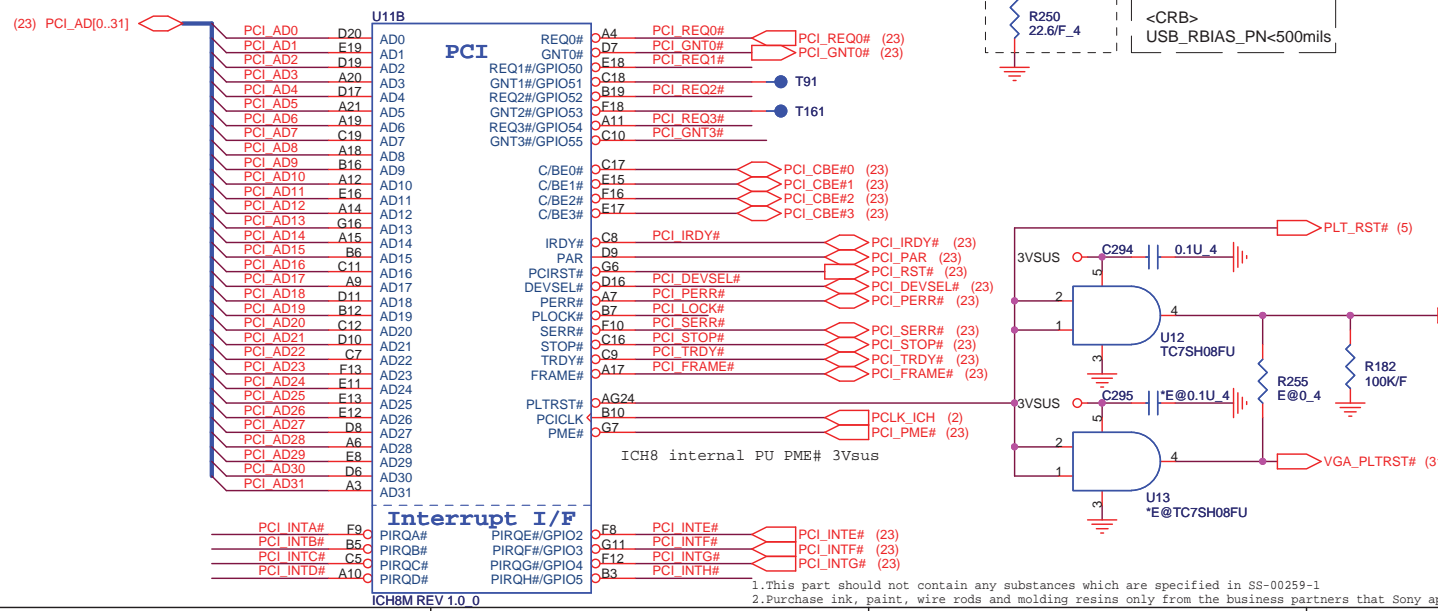 (23) PCI_AD[0..31]
U11B
PCI
PCI_AD0 D20 AD0
PCI_AD1 E19 AD1
PCI_AD2 D19 AD2
PCI_AD3 A20 AD3
PCI_AD4 D17 AD4
PCI_AD5 A21 AD5
PCI_AD6 A19 AD6
PCI_AD7 C19 AD7
PCI_AD8 A18 AD8
PCI_AD9 B16 AD9
PCI_AD10 A12 AD10
PCI_AD11 E16 AD11
PCI_AD12 A14 AD12
PCI_AD13 G16 AD13
PCI_AD14 A15 AD14
PCI_AD15 B6 AD15
PCI_AD16 C11 AD16
PCI_AD17 A9 AD17
PCI_AD18 D11 AD18
PCI_AD19 B12 AD19
PCI_AD20 C12 AD20
PCI_AD21 D10 AD21
PCI_AD22 C7 AD22
PCI_AD23 F13 AD23
PCI_AD24 E11 AD24
PCI_AD25 E13 AD25
PCI_AD26 E12 AD26
PCI_AD27 D8 AD27
PCI_AD28 A6 AD28
PCI_AD29 E8 AD29
PCI_AD30 D6 AD30
PCI_AD31 A3 AD31
REQ0# A4 PCI_REQ0# PCI_REQ0# (23)
GNT0# D7 PCI_GNT0# PCI_GNT0# (23)
REQ1#/GPIO50 E18 PCI_REQ1#
GNT1#/GPIO51 C18 T91
REQ2#/GPIO52 B19 PCI_REQ2#
GNT2#/GPIO53 F18 T161
REQ3#/GPIO54 A11 PCI_REQ3#
GNT3#/GPIO55 C10 PCI_GNT3#
C/BE0# C17 PCI_CBE#0 (23)
C/BE1# E15 PCI_CBE#1 (23)
C/BE2# F16 PCI_CBE#2 (23)
C/BE3# E17 PCI_CBE#3 (23)
IRDY# C8 PCI_IRDY# PCI_IRDY# (23)
PAR D9 PCI_PAR (23)
PCIRST# G6 PCI_RST# (23)
DEVSEL# D16 PCI_DEVSEL# PCI_DEVSEL# (23)
PERR# A7 PCI_PERR# PCI_PERR# (23)
PLOCK# B7 PCI_LOCK#
SERR# F10 PCI_SERR# PCI_SERR# (23)
STOP# C16 PCI_STOP# PCI_STOP# (23)
TRDY# C9 PCI_TRDY# PCI_TRDY# (23)
FRAME# A17 PCI_FRAME# PCI_FRAME# (23)
PLTRST# AG24
PCICLK B10 PCLK_ICH (2)
PME# G7 PCI_PME# (23)
ICH8 internal PU PME# 3Vsus
Interrupt I/F
PCI_INTA# F9 PIRQA#
PCI_INTB# B5 PIRQB#
PCI_INTC# C5 PIRQC#
PCI_INTD# A10 PIRQD#
PIRQE#/GPIO2 F8 PCI_INTE# PCI_INTE# (23)
PIRQF#/GPIO3 G11 PCI_INTF# PCI_INTF# (23)
PIRQG#/GPIO4 F12 PCI_INTG# PCI_INTG# (23)
PIRQH#/GPIO5 B3 PCI_INTH#
ICH8M REV 1.0_0
R250
22.6/F_4
<CRB>
USB_RBIAS_PN<500mils
PLT_RST# (5)
3VSUS C294 0.1U_4
5
2
1
4
3
U12
TC7SH08FU
R255
E@0_4
R182
100K/F
3VSUS C295 *E@0.1U_4
5
2
1
4
3
VGA_PLTRST#
U13
*E@TC7SH08FU
1.This part should not contain any substances which are specified in SS-00259-1
2.Purchase ink, paint, wire rods and molding resins only from the business partners that Sony